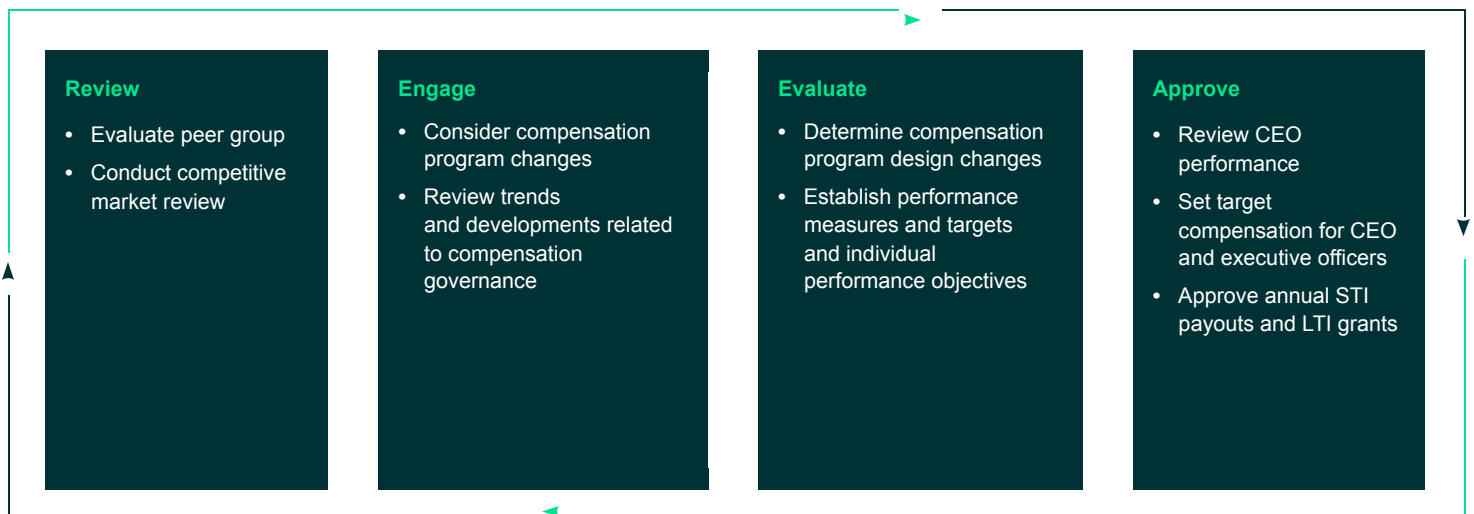 Review
• Evaluate peer group
• Conduct competitive
market review
Engage
• Consider compensation
program changes
• Review trends
and developments related
to compensation
governance
Evaluate
• Determine compensation
program design changes
• Establish performance
measures and targets
and individual
performance objectives
Approve
• Review CEO
performance
• Set target
compensation for CEO
and executive officers
• Approve annual STI
payouts and LTI grants